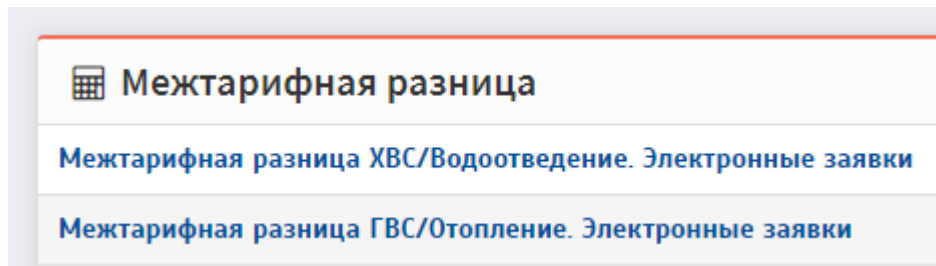 Межтарифная разница
Межтарифная разница ХВС/Водоотведение. Электронные заявки
Межтарифная разница ГВС/Отопление. Электронные заявки